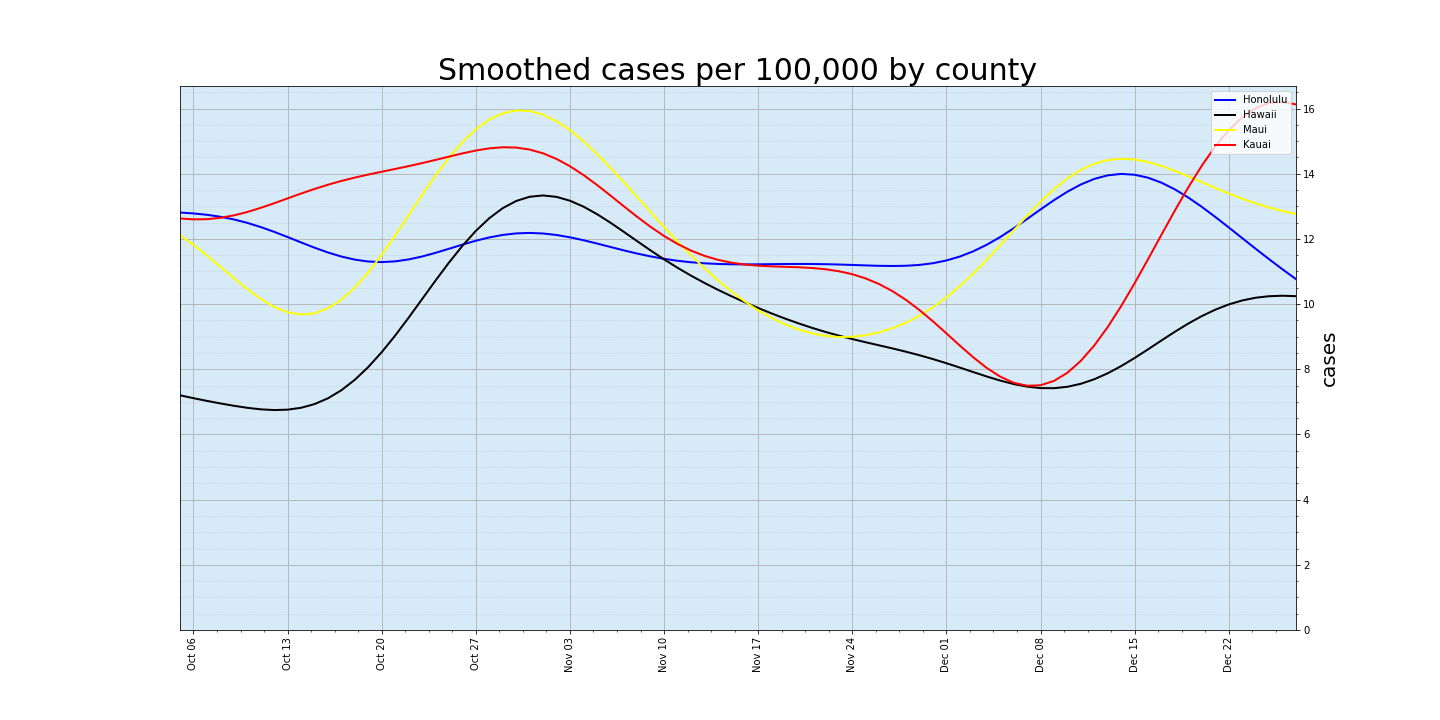 Smoothed cases per 100,000 by county
Honolulu
Hawaii
Maui
Kauai
16
14
12
10
8
6
4
2
0
cases
Oct 06
Oct 13
Oct 20
Oct 27
Nov 03
Nov 10
Nov 17
Nov 24
Dec 01
Dec 08
Dec 15
Dec 22